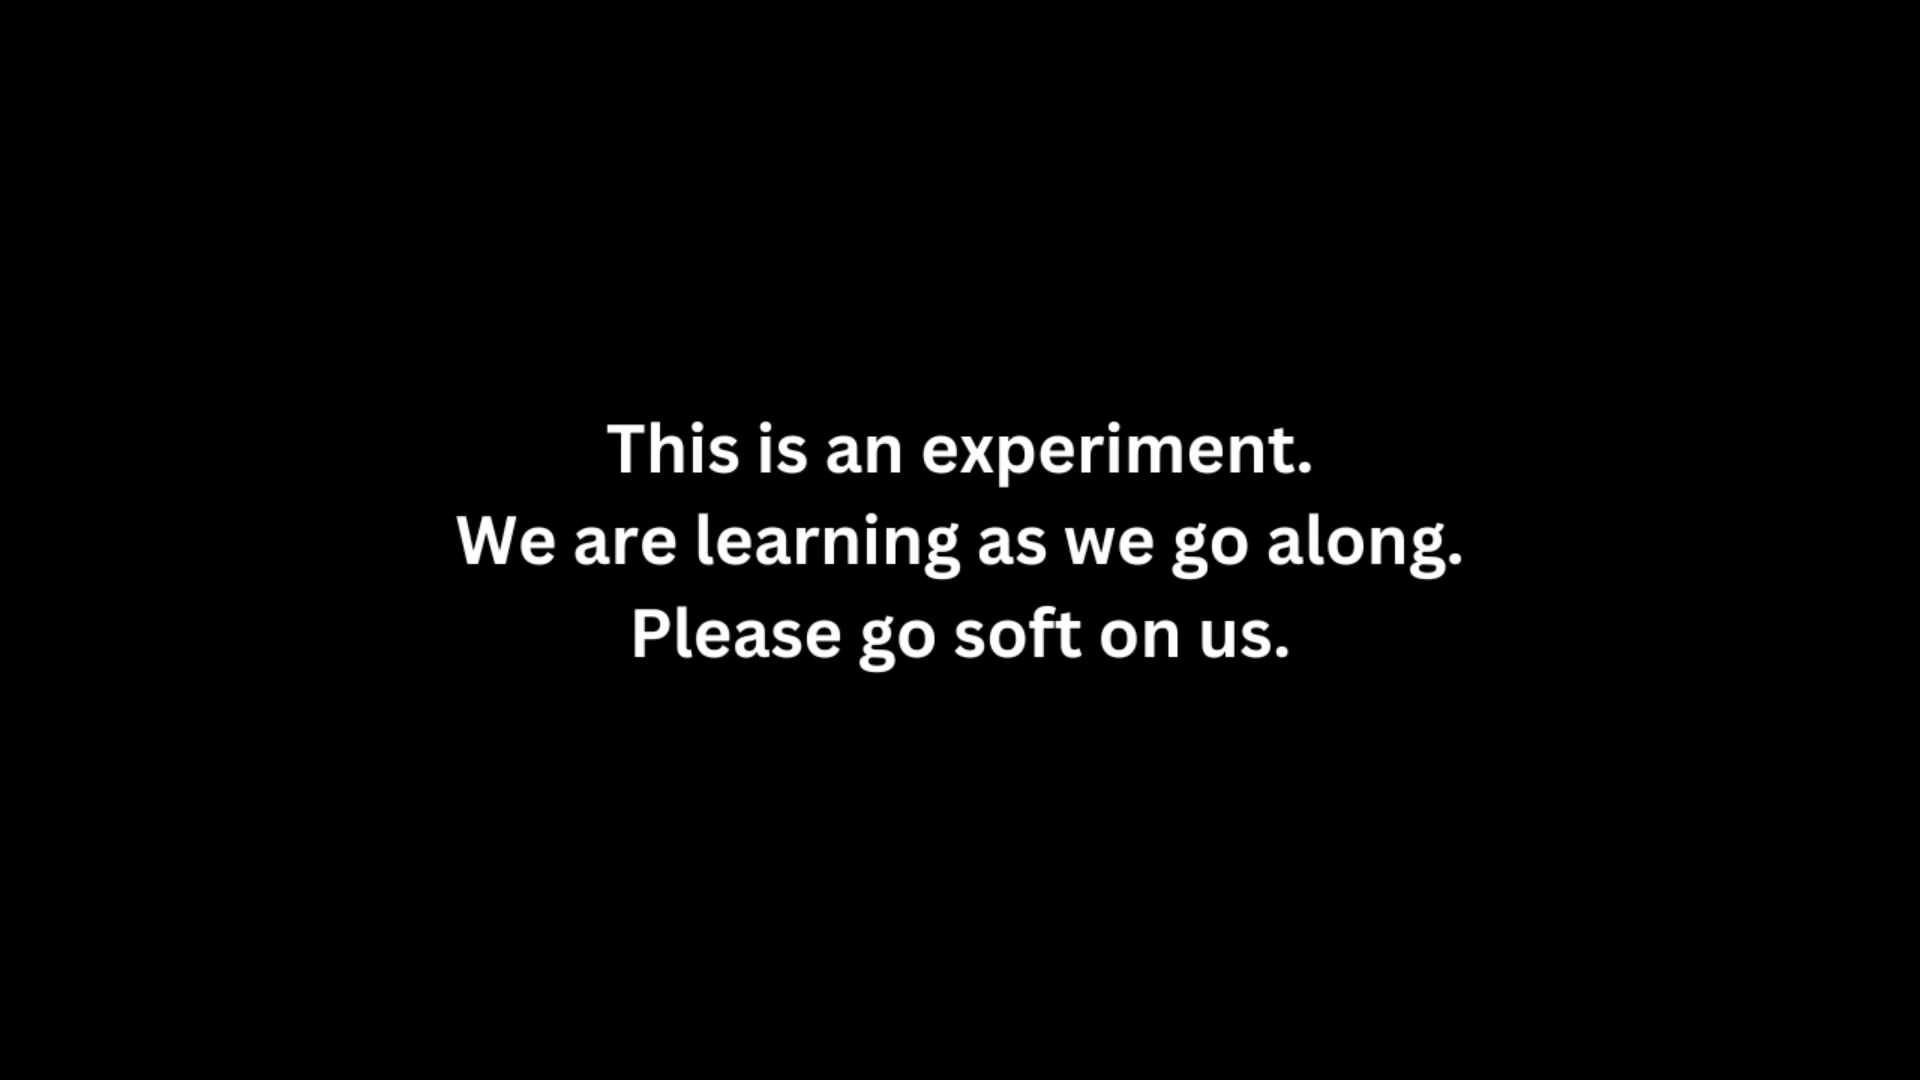 This is an experiment.
We are learning as we go along.
Please go soft on us.